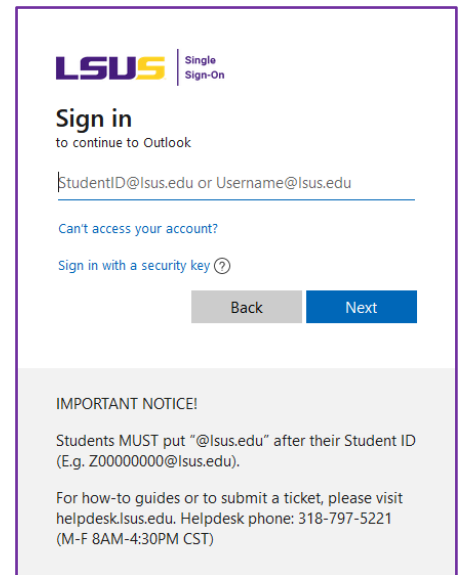 LSUS Single
Sign-On
Sign in
to continue to Outlook
StudentID@lsus.edu or Username@lsus.edu
Can't access your account?
Sign in with a security key ?
Back Next
IMPORTANT NOTICE!
Students MUST put “@lsus.edu” after their Student ID
(E.g. Z00000000@lsus.edu).
For how-to guides or to submit a ticket, please visit
helpdesk.lsus.edu. Helpdesk phone: 318-797-5221
(M-F 8AM-4:30PM CST)